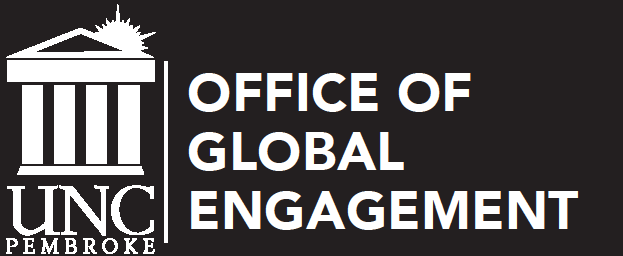 UNC
PEMBROKE
OFFICE OF
GLOBAL
ENGAGEMENT